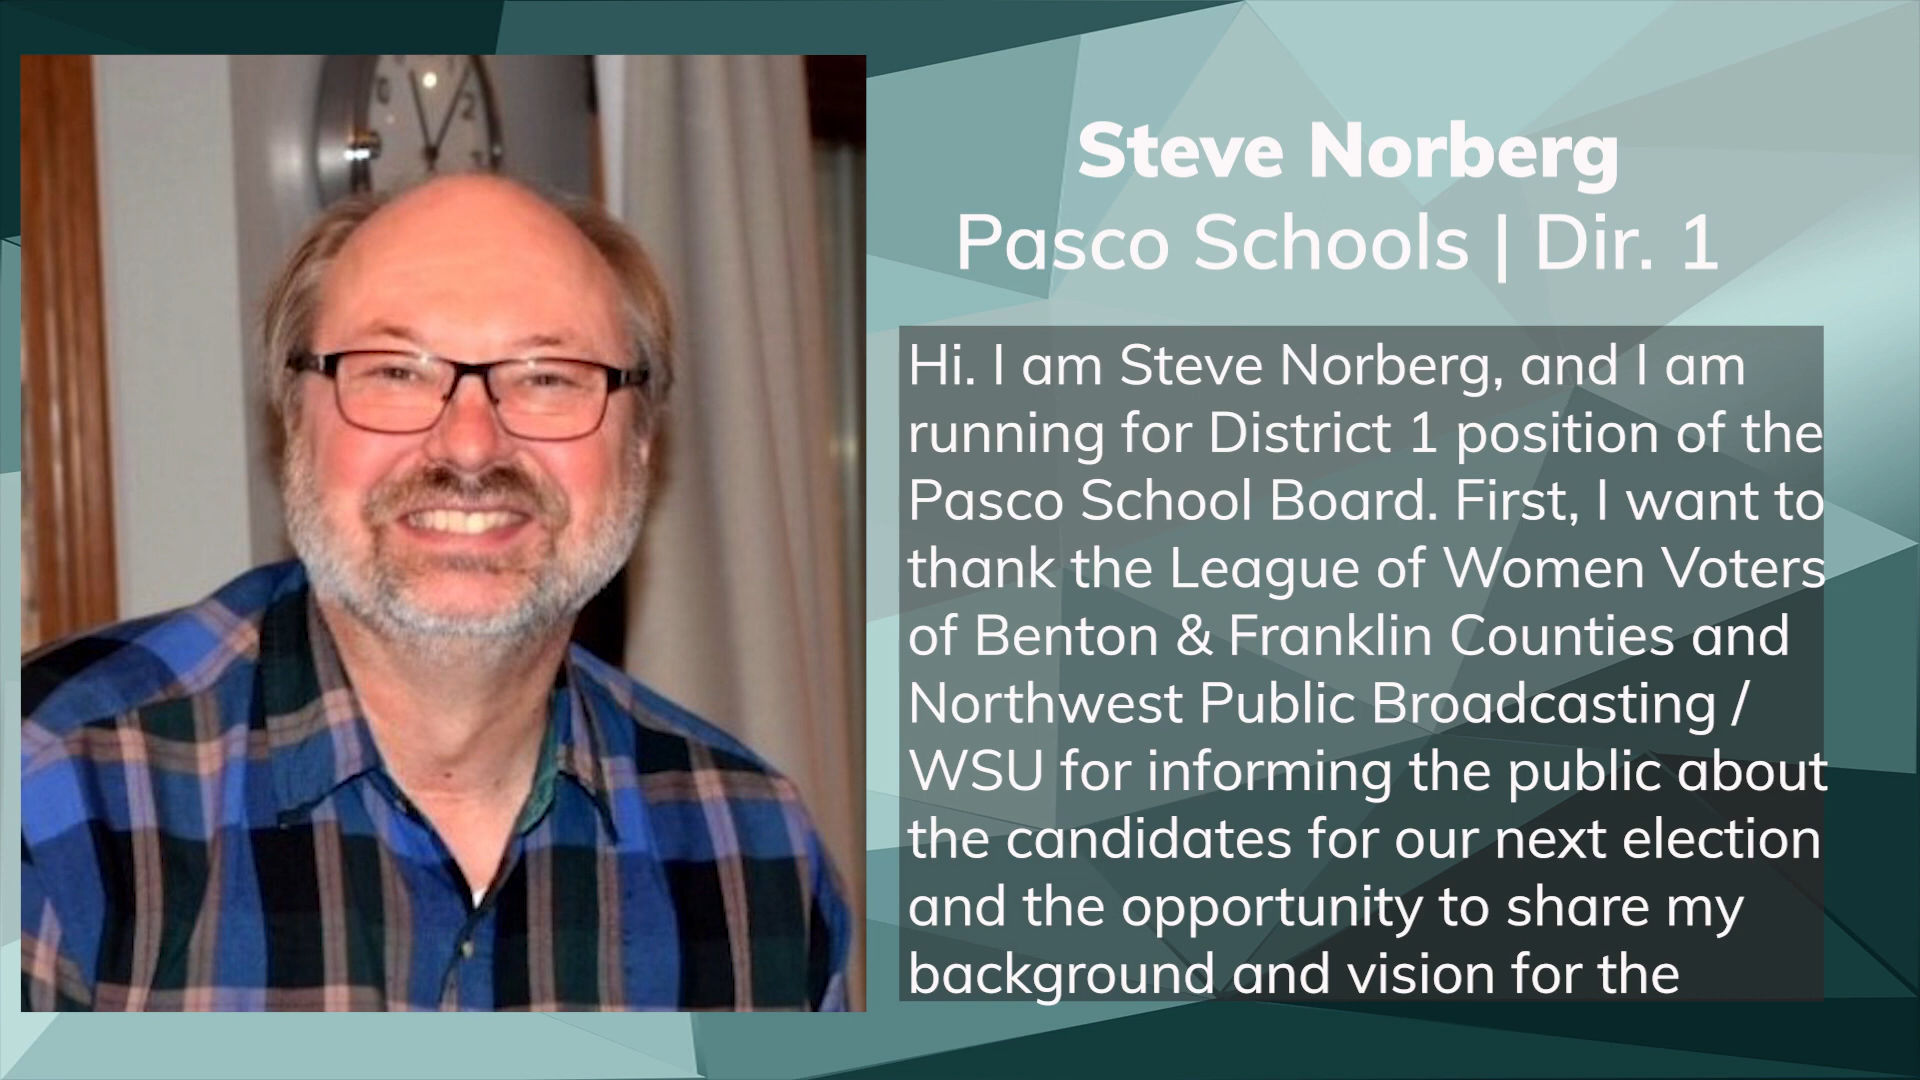 Steve Norberg
Pasco Schools | Dir. 1
Hi. I am Steve Norberg, and I am
running for District 1 position of the
Pasco School Board. First, I want to
thank the League of Women Voters
of Benton & Franklin Counties and
Northwest Public Broadcasting /
WSU for informing the public about
the candidates for our next election
and the opportunity to share my
background and vision for the